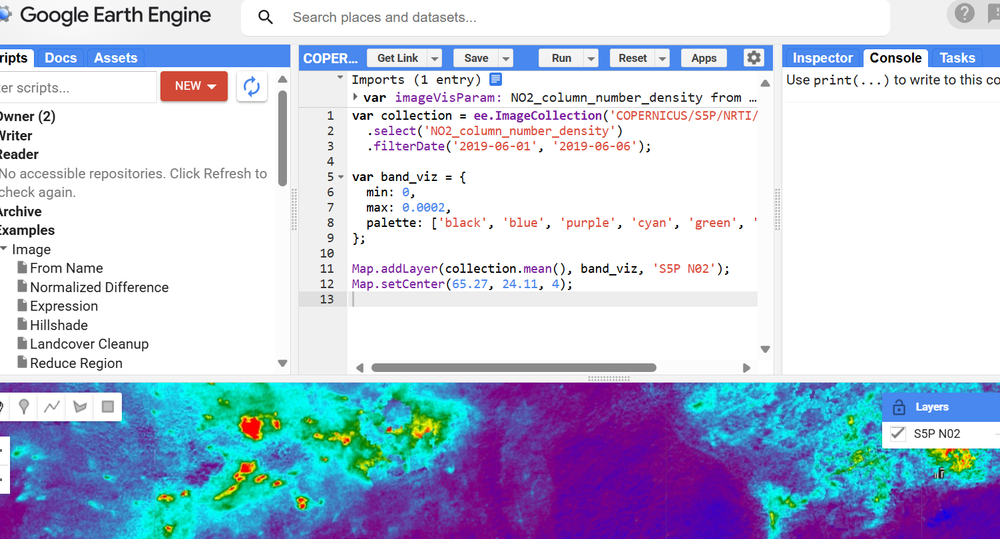 Google Earth Engine
Search places and datasets...
ripts Docs Assets
er scripts... NEW
Owner (2)
Writer
Reader
No accessible repositories. Click Refresh to
check again.
Archive
Examples
Image
From Name
Normalized Difference
Expression
Hillshade
Landcover Cleanup
Reduce Region
COPER... Get Link Save Run Reset Apps
Imports (1 entry)
var imageVisParam: NO2_column_number_density from …
1 var collection = ee.ImageCollection('COPERNICUS/S5P/NRTI/
2 .select('NO2_column_number_density')
3 .filterDate('2019-06-01', '2019-06-06');
4
5 var band_viz = {
6 min: 0,
7 max: 0.0002,
8 palette: ['black', 'blue', 'purple', 'cyan', 'green', '
9 };
10
11 Map.addLayer(collection.mean(), band_viz, 'S5P N02');
12 Map.setCenter(65.27, 24.11, 4);
13
Inspector Console Tasks
Use print(...) to write to this co
Layers
S5P N02